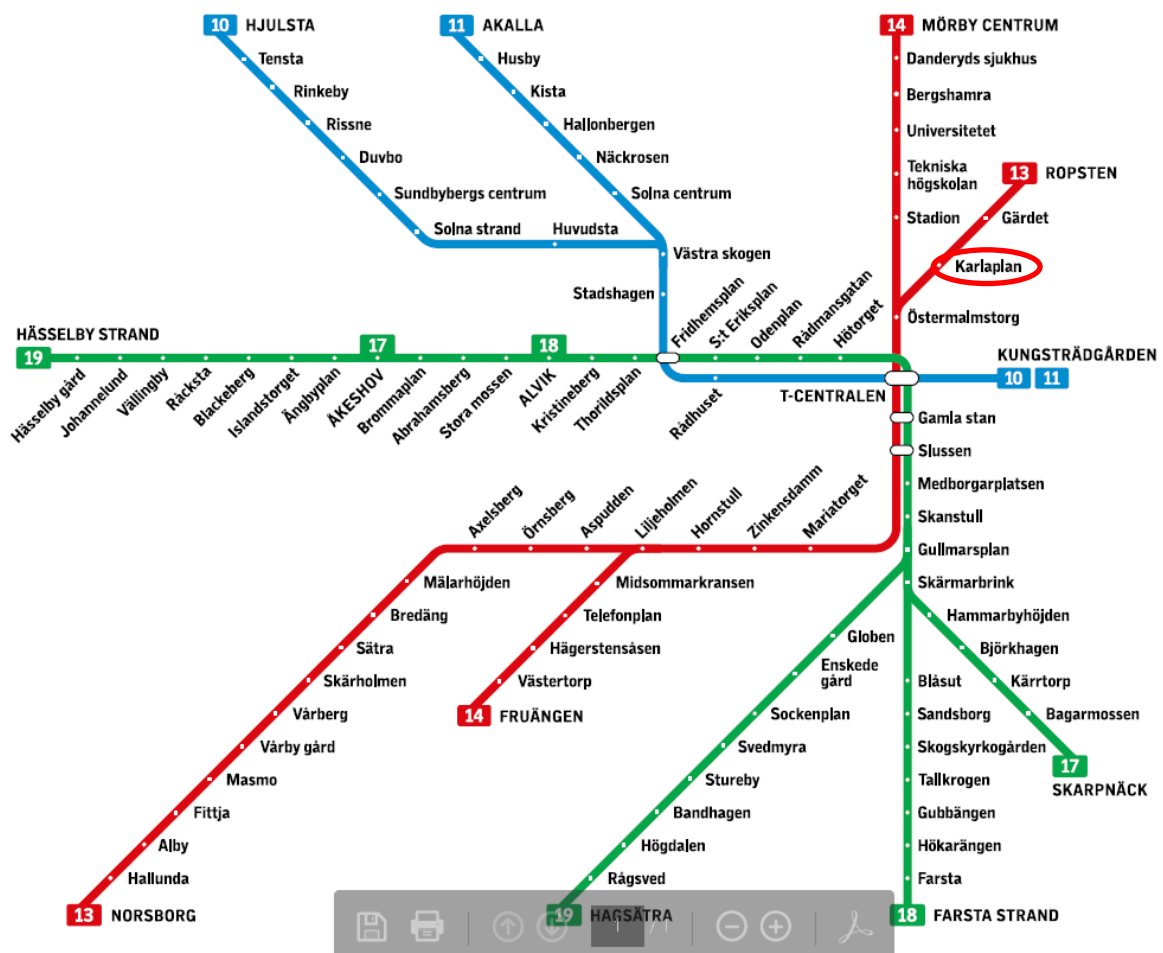 10 HJULSTA
Tensta
Rinkeby
Rissne
Duvbo
Sundbybergs centrum
Solna strand
Huvudsta
11 AKALLA
Husby
Kista
Hallonbergen
Näckrosen
Solna centrum
Västra skogen
Stadshagen
14 MÖRBY CENTRUM
Danderyds sjukhus
Bergshamra
Universitetet
Tekniska
högskolan
Stadion
13 ROPSTEN
Gärdet
Karlaplan
Östermalmstorg
HÄSSELBY STRAND
19
Hässelby gård
Johannelund
Vällingby
Råcksta
Blackeberg
Islandstorget
Ängbyplan
17
ÅKESHOV
Brommaplan
Abrahamsberg
Stora mossen
18
ALVIK
Kristineberg
Thorildsplan
Fridhemsplan
S:t Eriksplan
Odenplan
Rådmansgatan
Hötorget
Rådhuset
T-CENTRALEN
KUNGSTRÄDGÅRDEN
10 11
Gamla stan
Slussen
Medborgarplatsen
Skanstull
Gullmarsplan
Skärmarbrink
Axelsberg
Örnsberg
Aspudden
Liljeholmen
Hornstull
Zinkensdamm
Mariatorget
Mälarhöjden
Bredäng
Sätra
Skärholmen
Vårberg
Vårby gård
Masmo
Fittja
Alby
Hallunda
13 NORSBORG
Midsommarkransen
Telefonplan
Hägerstensåsen
Västertorp
14 FRUÄNGEN
Globen
Enskede
gård
Sockenplan
Svedmyra
Stureby
Bandhagen
Högdalen
Rågsved
19 HAGSÄTRA
Hammarbyhöjden
Björkhagen
Kärrtorp
Bagarmossen
17
SKARPNÄCK
Blåsut
Sandsborg
Skogskyrkogården
Tallkrogen
Gubbängen
Hökarängen
Farsta
18 FARSTA STRAND
1 / 1